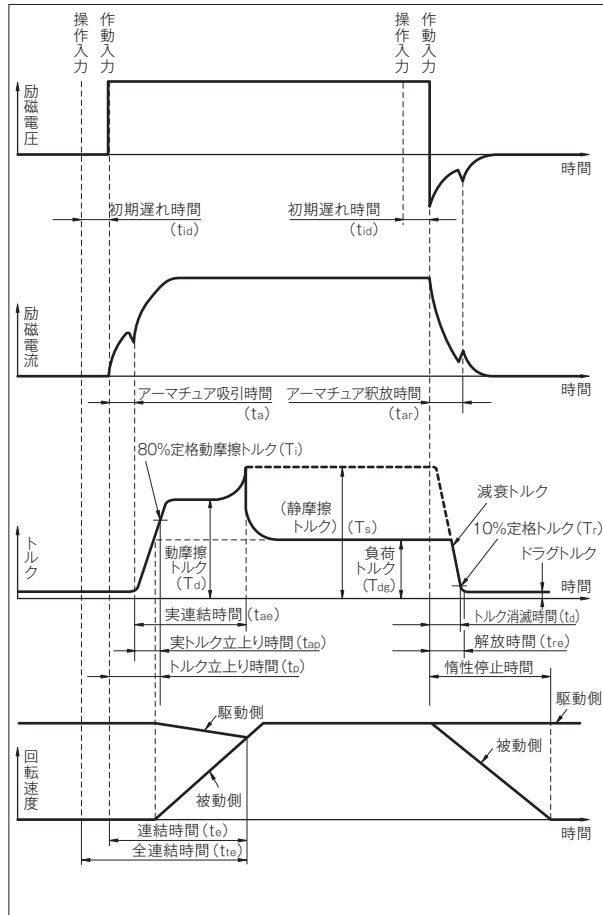 操作入力
作動入力
操作入力
作動入力
励磁電圧
時間
初期遅れ時間
(tid)
初期遅れ時間
(tid)
励磁電流
時間
アーマチュア吸引時間
(ta)
アーマチュア釈放時間
(tar)
80%定格動摩擦トルク(Ti)
減衰トルク
10%定格トルク(Tr)
ドラグトルク
トルク
(静摩擦
トルク)(Ts)
動摩擦
トルク
(Td)
負荷
トルク
(Tdg)
時間
実連結時間(tae)
トルク消滅時間(td)
実トルク立上り時間(tap)
解放時間(tre)
トルク立上り時間(tp)
惰性停止時間
駆動側
駆動側
回転速度
被動側
被動側
時間
連結時間(te)
全連結時間(tte)